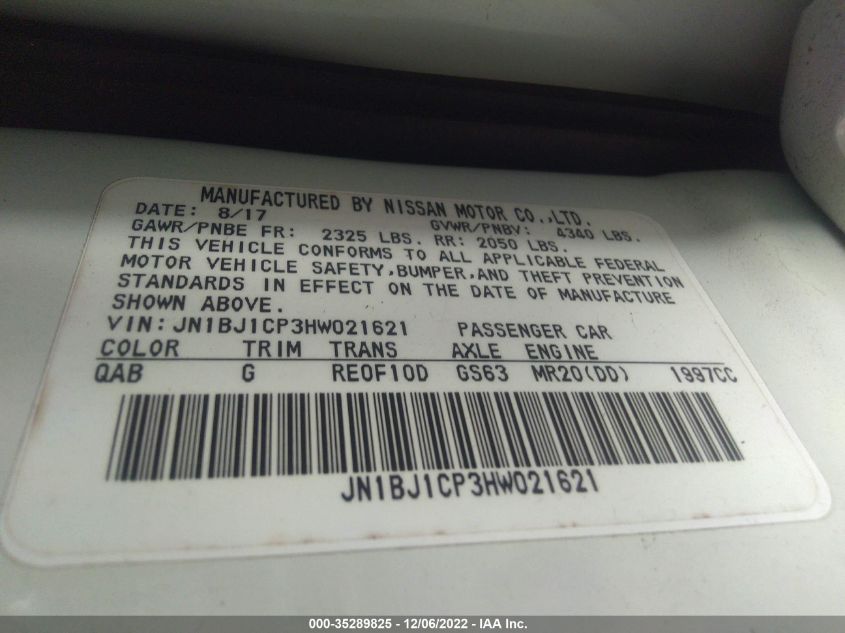 MANUFACTURED BY NISSAN MOTOR CO.,LTD.
DATE: 8/17 GVWR/PNBV: 4340 LBS.
GAWR/PNBE FR: 2325 LBS. RR: 2050 LBS.
THIS VEHICLE CONFORMS TO ALL APPLICABLE FEDERAL
MOTOR VEHICLE SAFETY,BUMPER,AND THEFT PREVENTION
STANDARDS IN EFFECT ON THE DATE OF MANUFACTURE
SHOWN ABOVE.
VIN: JN1BJ1CP3HW021621 PASSENGER CAR
COLOR TRIM TRANS AXLE ENGINE
QAB G RE0F10D GS63 MR20(DD) 1997CC
JN1BJ1CP3HW021621
000-35289825 - 12/06/2022 - IAA Inc.